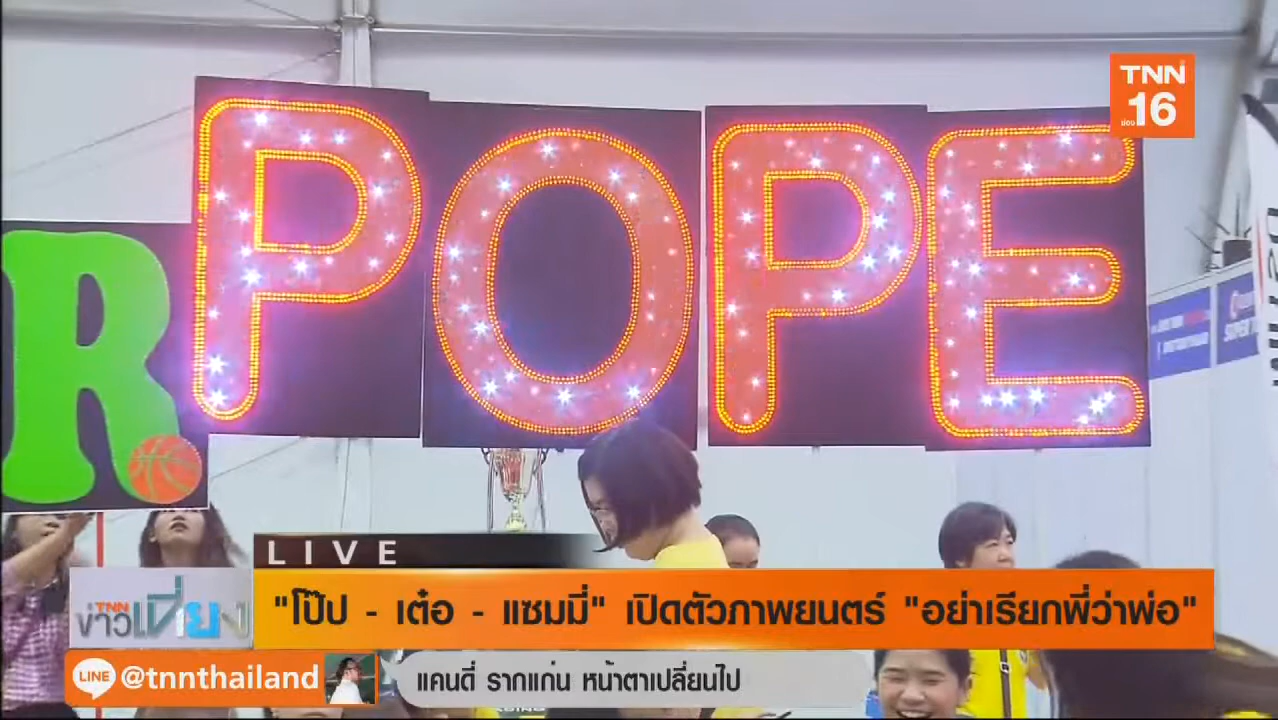 TNN
ช่อง 16
POPE
R.
LIVE
TNN
ข่าวเที่ยง
"โป๊ป - เต๋อ - แซมมี่" เปิดตัวภาพยนตร์ "อย่าเรียกพี่ว่าพ่อ"
LINE @tnnthailand
แคนดี่ รากแก่น หน้าตาเปลี่ยนไป